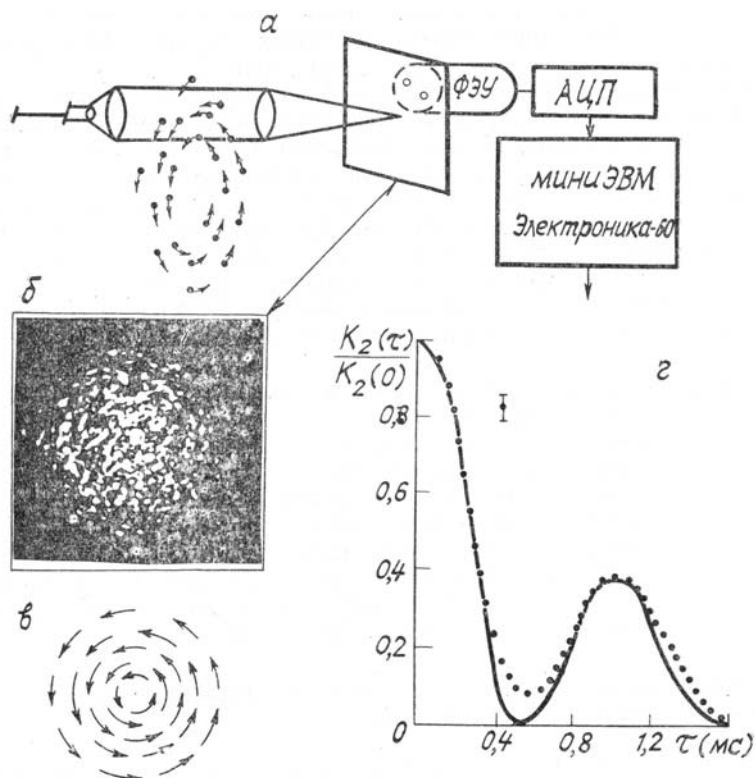 а
ФЭУ
АЦП
мини ЭВМ
Электроника-60
б
K₂(τ)
K₂(0)
г
0,8
0,6
0,4
0,2
0
0,4
0,8
1,2
τ(мс)
в